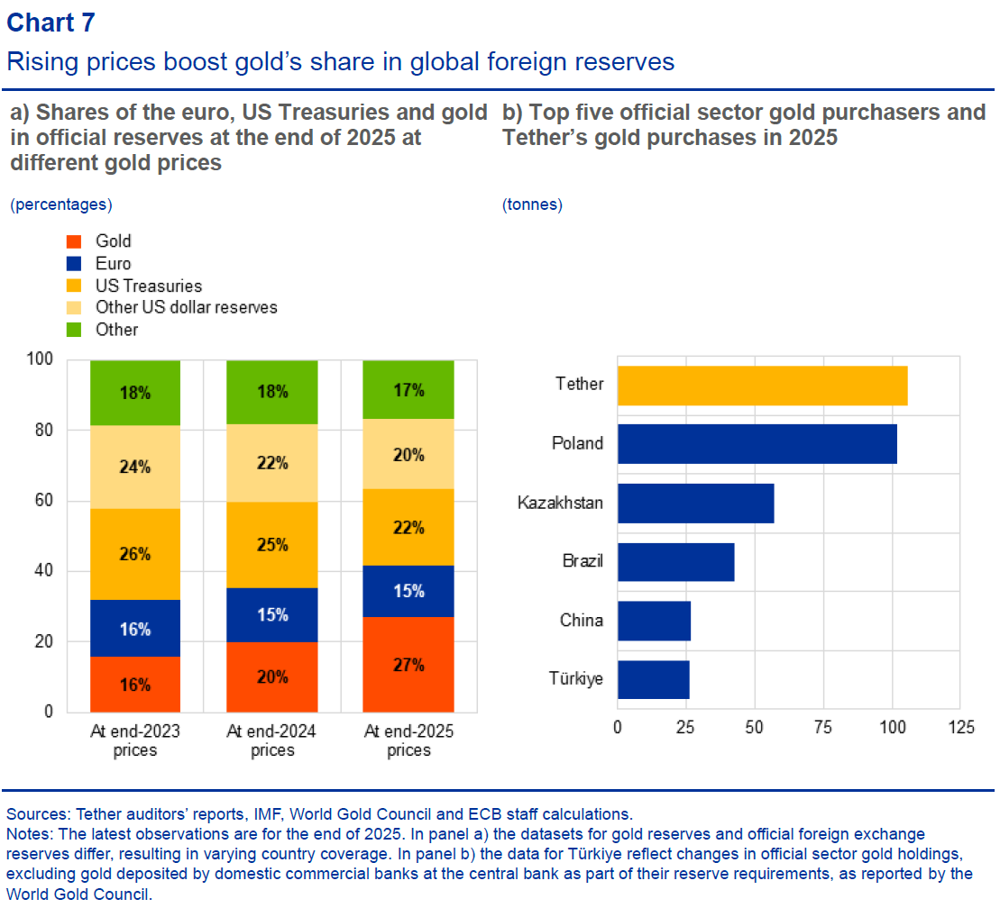 Chart 7
Rising prices boost gold’s share in global foreign reserves
a) Shares of the euro, US Treasuries and gold
in official reserves at the end of 2025 at
different gold prices
(percentages)
Gold
Euro
US Treasuries
Other US dollar reserves
Other
100
80
60
40
20
0
18%
24%
26%
16%
16%
18%
22%
25%
15%
20%
17%
20%
22%
15%
27%
At end-2023
prices
At end-2024
prices
At end-2025
prices
b) Top five official sector gold purchasers and
Tether’s gold purchases in 2025
(tonnes)
Tether
Poland
Kazakhstan
Brazil
China
Türkiye
0 25 50 75 100 125
Sources: Tether auditors’ reports, IMF, World Gold Council and ECB staff calculations.
Notes: The latest observations are for the end of 2025. In panel a) the datasets for gold reserves and official foreign exchange
reserves differ, resulting in varying country coverage. In panel b) the data for Türkiye reflect changes in official sector gold holdings,
excluding gold deposited by domestic commercial banks at the central bank as part of their reserve requirements, as reported by the
World Gold Council.